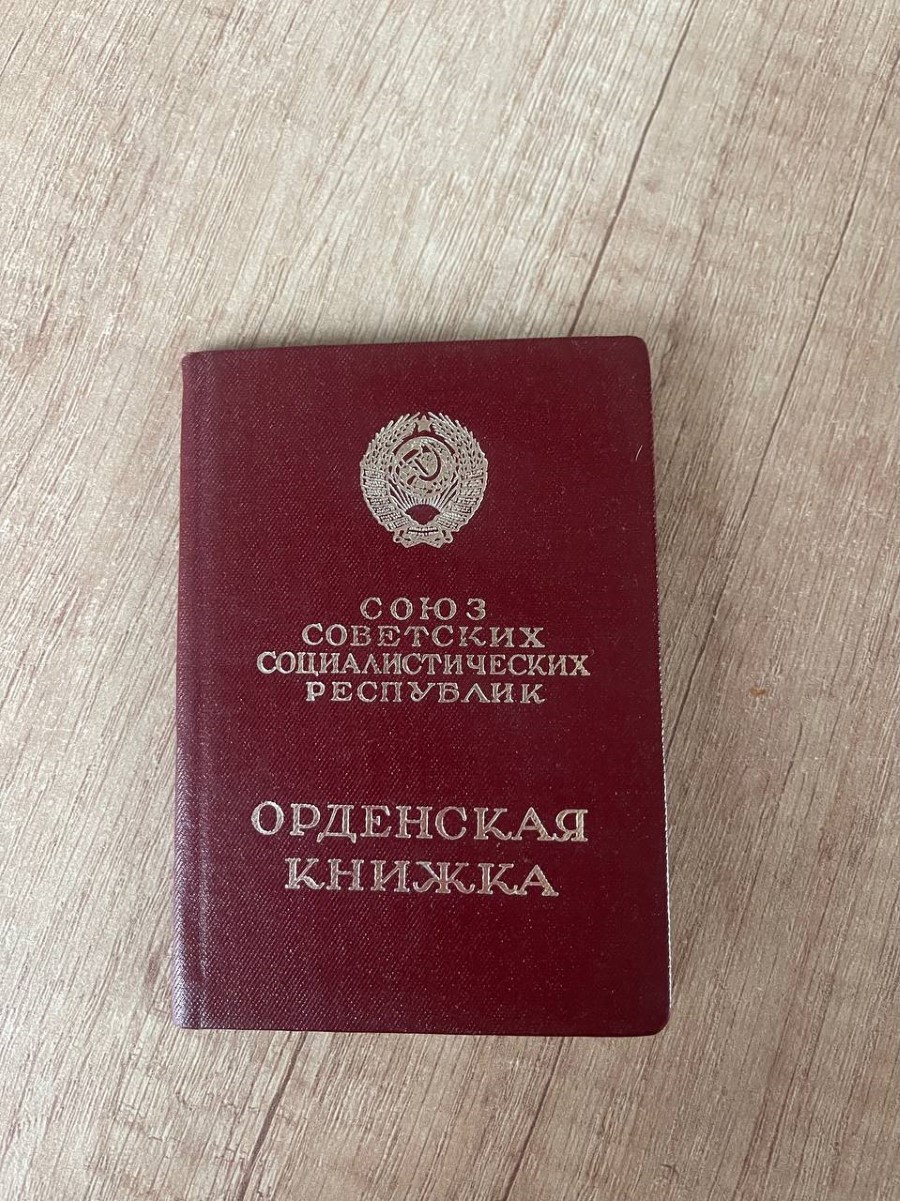 СОЮЗ
СОВЕТСКИХ
СОЦИАЛИСТИЧЕСКИХ
РЕСПУБЛИК
ОРДЕНСКАЯ
КНИЖКА